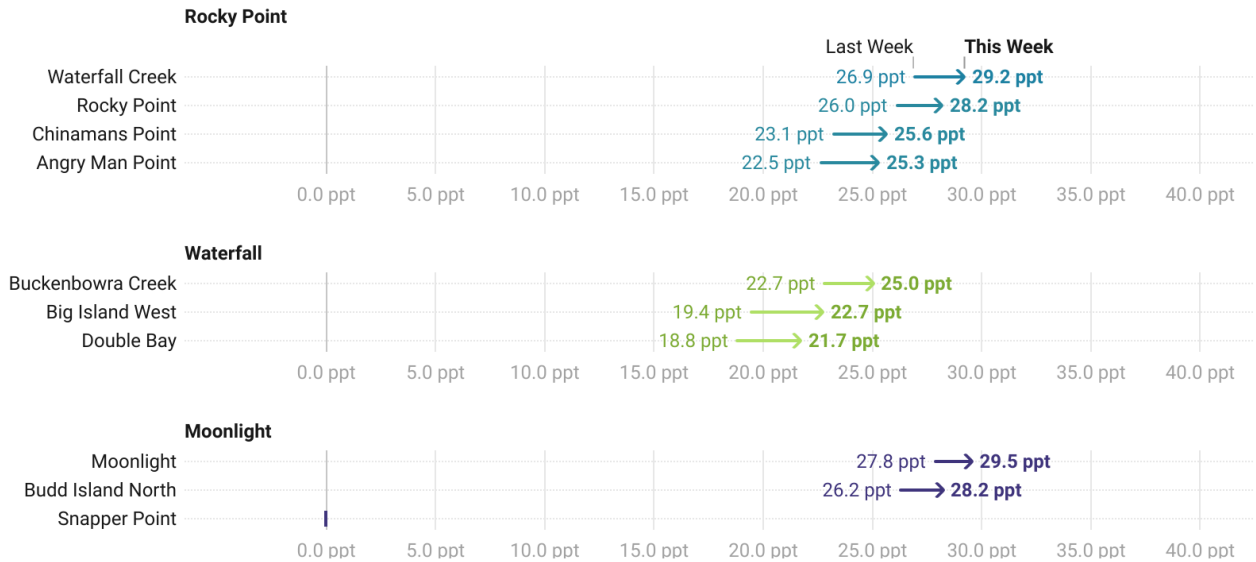 Rocky Point
Last Week This Week
Waterfall Creek 26.9 ppt 29.2 ppt
Rocky Point 26.0 ppt 28.2 ppt
Chinamans Point 23.1 ppt 25.6 ppt
Angry Man Point 22.5 ppt 25.3 ppt
0.0 ppt 5.0 ppt 10.0 ppt 15.0 ppt 20.0 ppt 25.0 ppt 30.0 ppt 35.0 ppt 40.0 ppt
Waterfall
Buckenbowra Creek 22.7 ppt 25.0 ppt
Big Island West 19.4 ppt 22.7 ppt
Double Bay 18.8 ppt 21.7 ppt
0.0 ppt 5.0 ppt 10.0 ppt 15.0 ppt 20.0 ppt 25.0 ppt 30.0 ppt 35.0 ppt 40.0 ppt
Moonlight
Moonlight 27.8 ppt 29.5 ppt
Budd Island North 26.2 ppt 28.2 ppt
Snapper Point
0.0 ppt 5.0 ppt 10.0 ppt 15.0 ppt 20.0 ppt 25.0 ppt 30.0 ppt 35.0 ppt 40.0 ppt